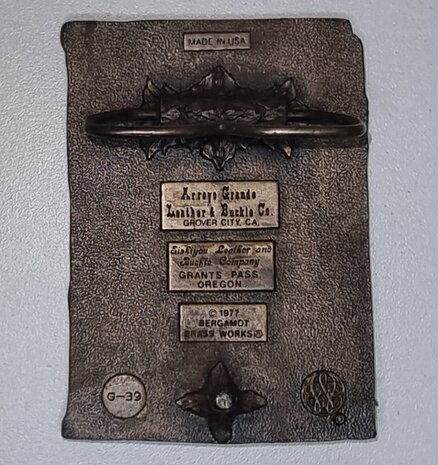 MADE IN USA
Arroyo Grande
Leather & Buckle Co.
GROVER CITY, CA.
Siskiyou Leather and
Buckle Company
GRANTS PASS
OREGON
© 1977
BERGAMOT
BRASS WORKS®
G-39
©